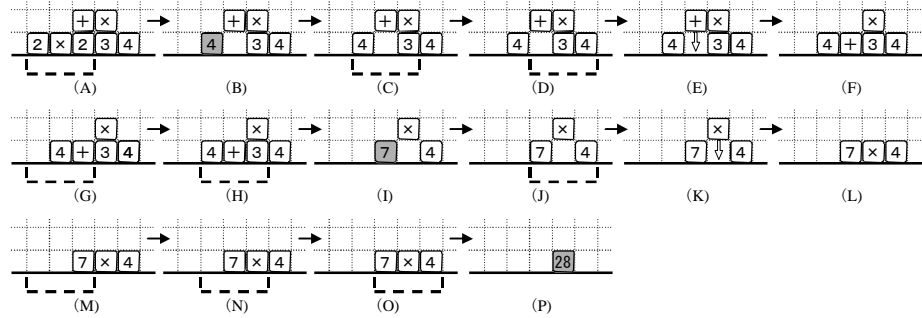 + × + × + × + × + × ×
2 × 2 3 4 4 3 4 4 3 4 4 3 4 4 3 4 4 + 3 4
(A) (B) (C) (D) (E) (F)
× × × × ×
4 + 3 4 4 + 3 4 7 4 7 4 7 4 7 × 4
(G) (H) (I) (J) (K) (L)
7 × 4 7 × 4 7 × 4 28
(M) (N) (O) (P)